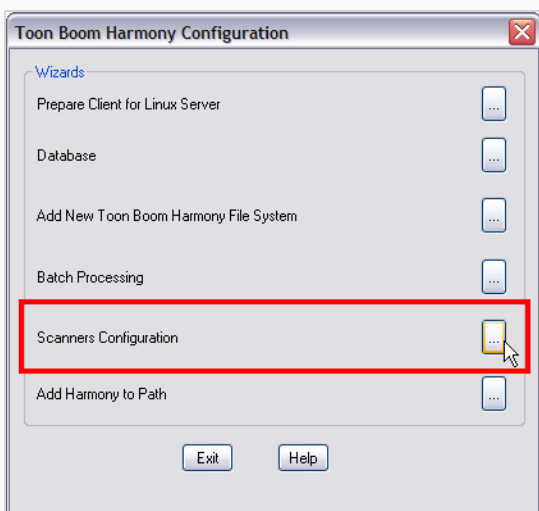 Toon Boom Harmony Configuration
Wizards
Prepare Client for Linux Server ...
Database ...
Add New Toon Boom Harmony File System ...
Batch Processing ...
Scanners Configuration ...
Add Harmony to Path ...
Exit Help